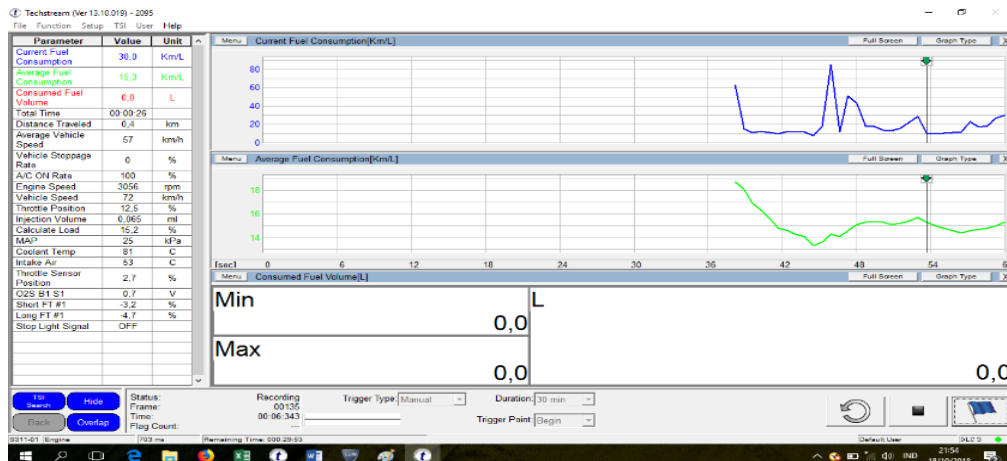 Techstream (Ver 13.10.019) - 2095
File Function Setup TSI User Help
Parameter Value Unit
Current Fuel Consumption 30,0 Km/L
Average Fuel Consumption 15,3 Km/L
Consumed Fuel Volume 0,0 L
Total Time 00:00:26
Distance Traveled 0,4 km
Average Vehicle Speed 57 km/h
Vehicle Stoppage Rate 0 %
A/C ON Rate 100 %
Engine Speed 3056 rpm
Vehicle Speed 72 km/h
Throttle Position 12,5 %
Injection Volume 0,065 ml
Calculate Load 15,2 %
MAP 25 kPa
Coolant Temp 81 C
Intake Air 53 C
Throttle Sensor Position 2,7 %
O2S B1 S1 0,7 V
Short FT #1 -3,2 %
Long FT #1 -4,7 %
Stop Light Signal OFF
Menu Current Fuel Consumption[Km/L] Full Screen Graph Type X
80
60
40
20
0
Menu Average Fuel Consumption[Km/L] Full Screen Graph Type X
18
16
14
[sec] 0 6 12 18 24 30 36 42 48 54 6
Menu Consumed Fuel Volume[L] Full Screen Graph Type X
Min L
0,0
Max
0,0 0,0
TSI Search Hide
Back Overlap
Status: Recording
Frame: 00135
Time: 00:06:343
Flag Count: ---
Trigger Type: Manual Duration: 30 min
Trigger Point: Begin
9311-01 Engine 703 ms Remaining Time: 000:29:53 Default User DLC 3
IND 21:54
18/10/2018